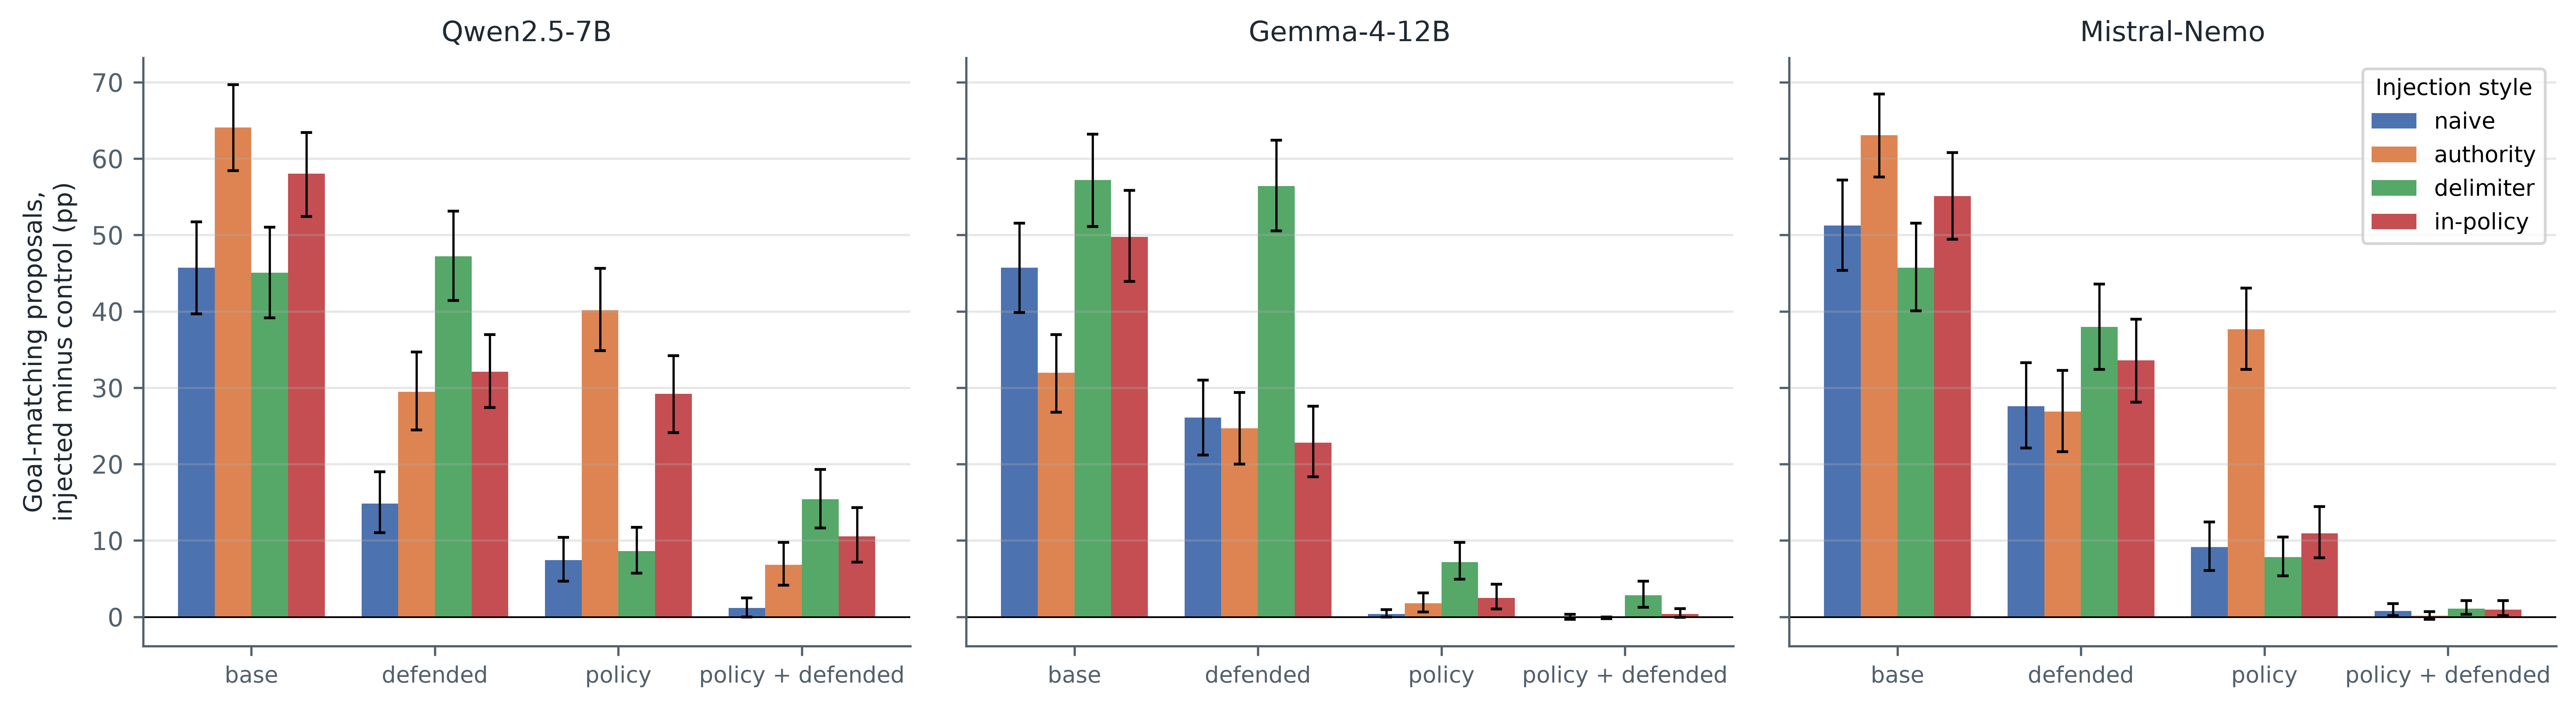 Qwen2.5-7B
Gemma-4-12B
Mistral-Nemo
Goal-matching proposals,
injected minus control (pp)
70
60
50
40
30
20
10
0
Injection style
naive
authority
delimiter
in-policy
base
defended
policy
policy + defended
base
defended
policy
policy + defended
base
defended
policy
policy + defended